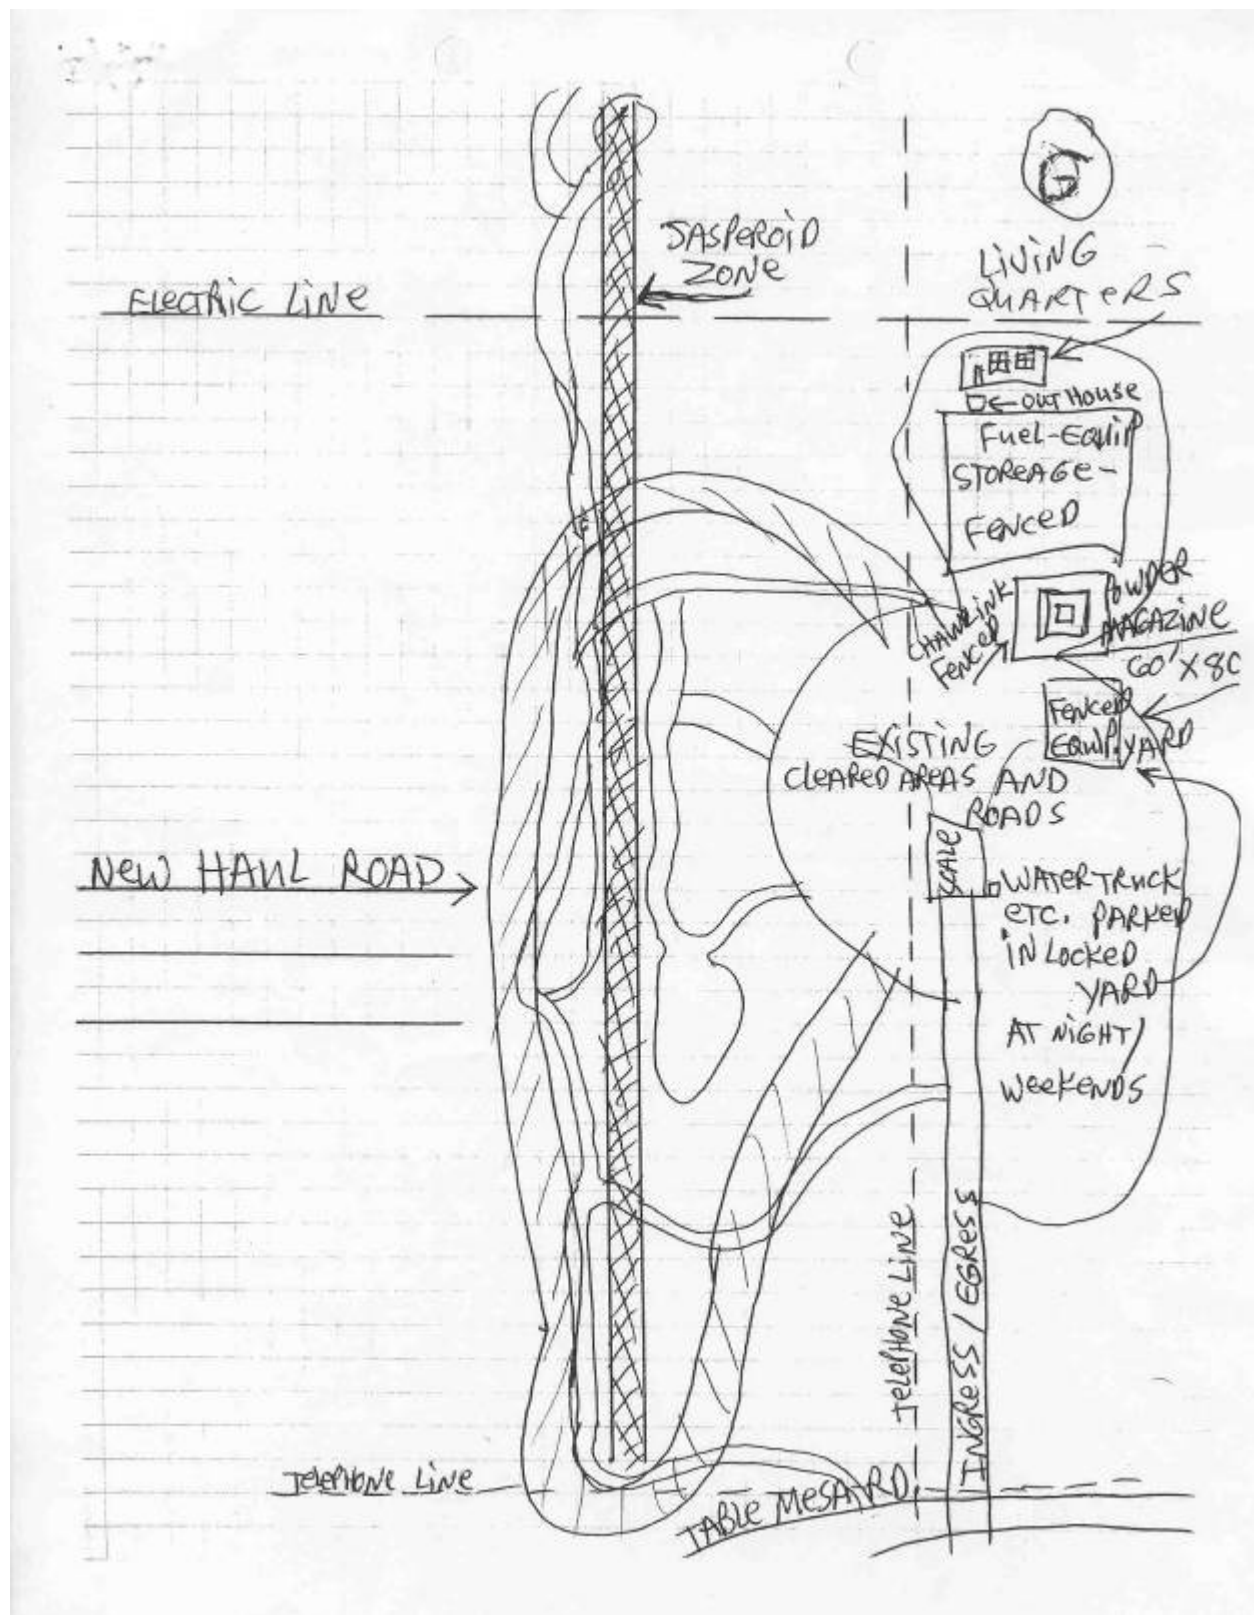 G
JASPEROID
ZONE
LIVING
QUARTERS
ELECTRIC LINE
OUTHOUSE
FUEL-EQUIP
STOREAGE-
FENCED
POWDER
MAGAZINE
CHAINLINK
FENCED
60' X 80
FENCED
EQUIP. YARD
EXISTING
CLEARED AREAS AND
ROADS
SCALE
NEW HAUL ROAD
WATER TRUCK
ETC. PARKED
IN LOCKED
YARD
AT NIGHT/
WEEKENDS
TELEPHONE LINE
INGRESS / EGRESS
TELEPHONE LINE
TABLE MESA RD.